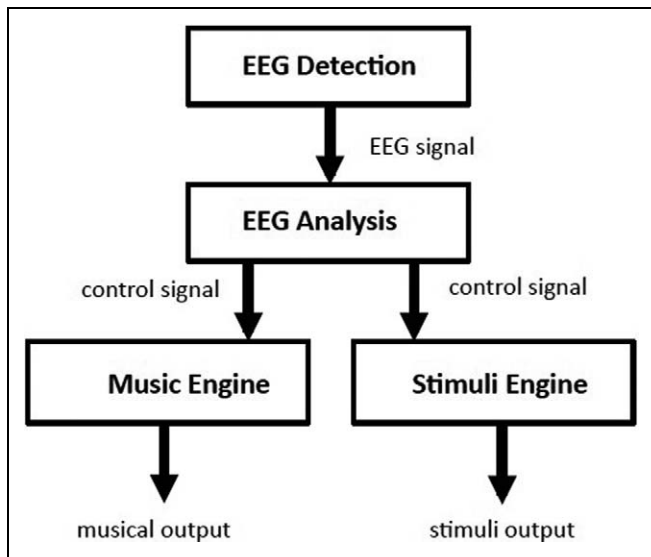 EEG Detection
EEG signal
EEG Analysis
control signal
control signal
Music Engine
Stimuli Engine
musical output
stimuli output